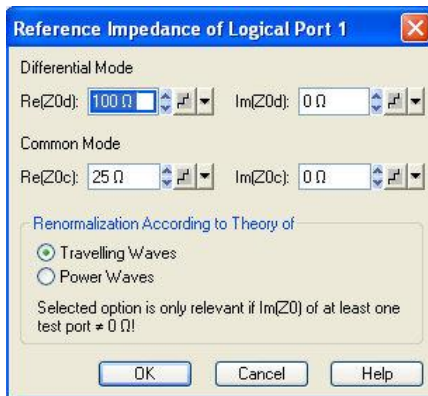 Reference Impedance of Logical Port 1
Differential Mode
Re(Z0d): 100 Ω Im(Z0d): 0 Ω
Common Mode
Re(Z0c): 25 Ω Im(Z0c): 0 Ω
Renormalization According to Theory of
Travelling Waves
Power Waves
Selected option is only relevant if Im(Z0) of at least one
test port ≠ 0 Ω!
OK Cancel Help